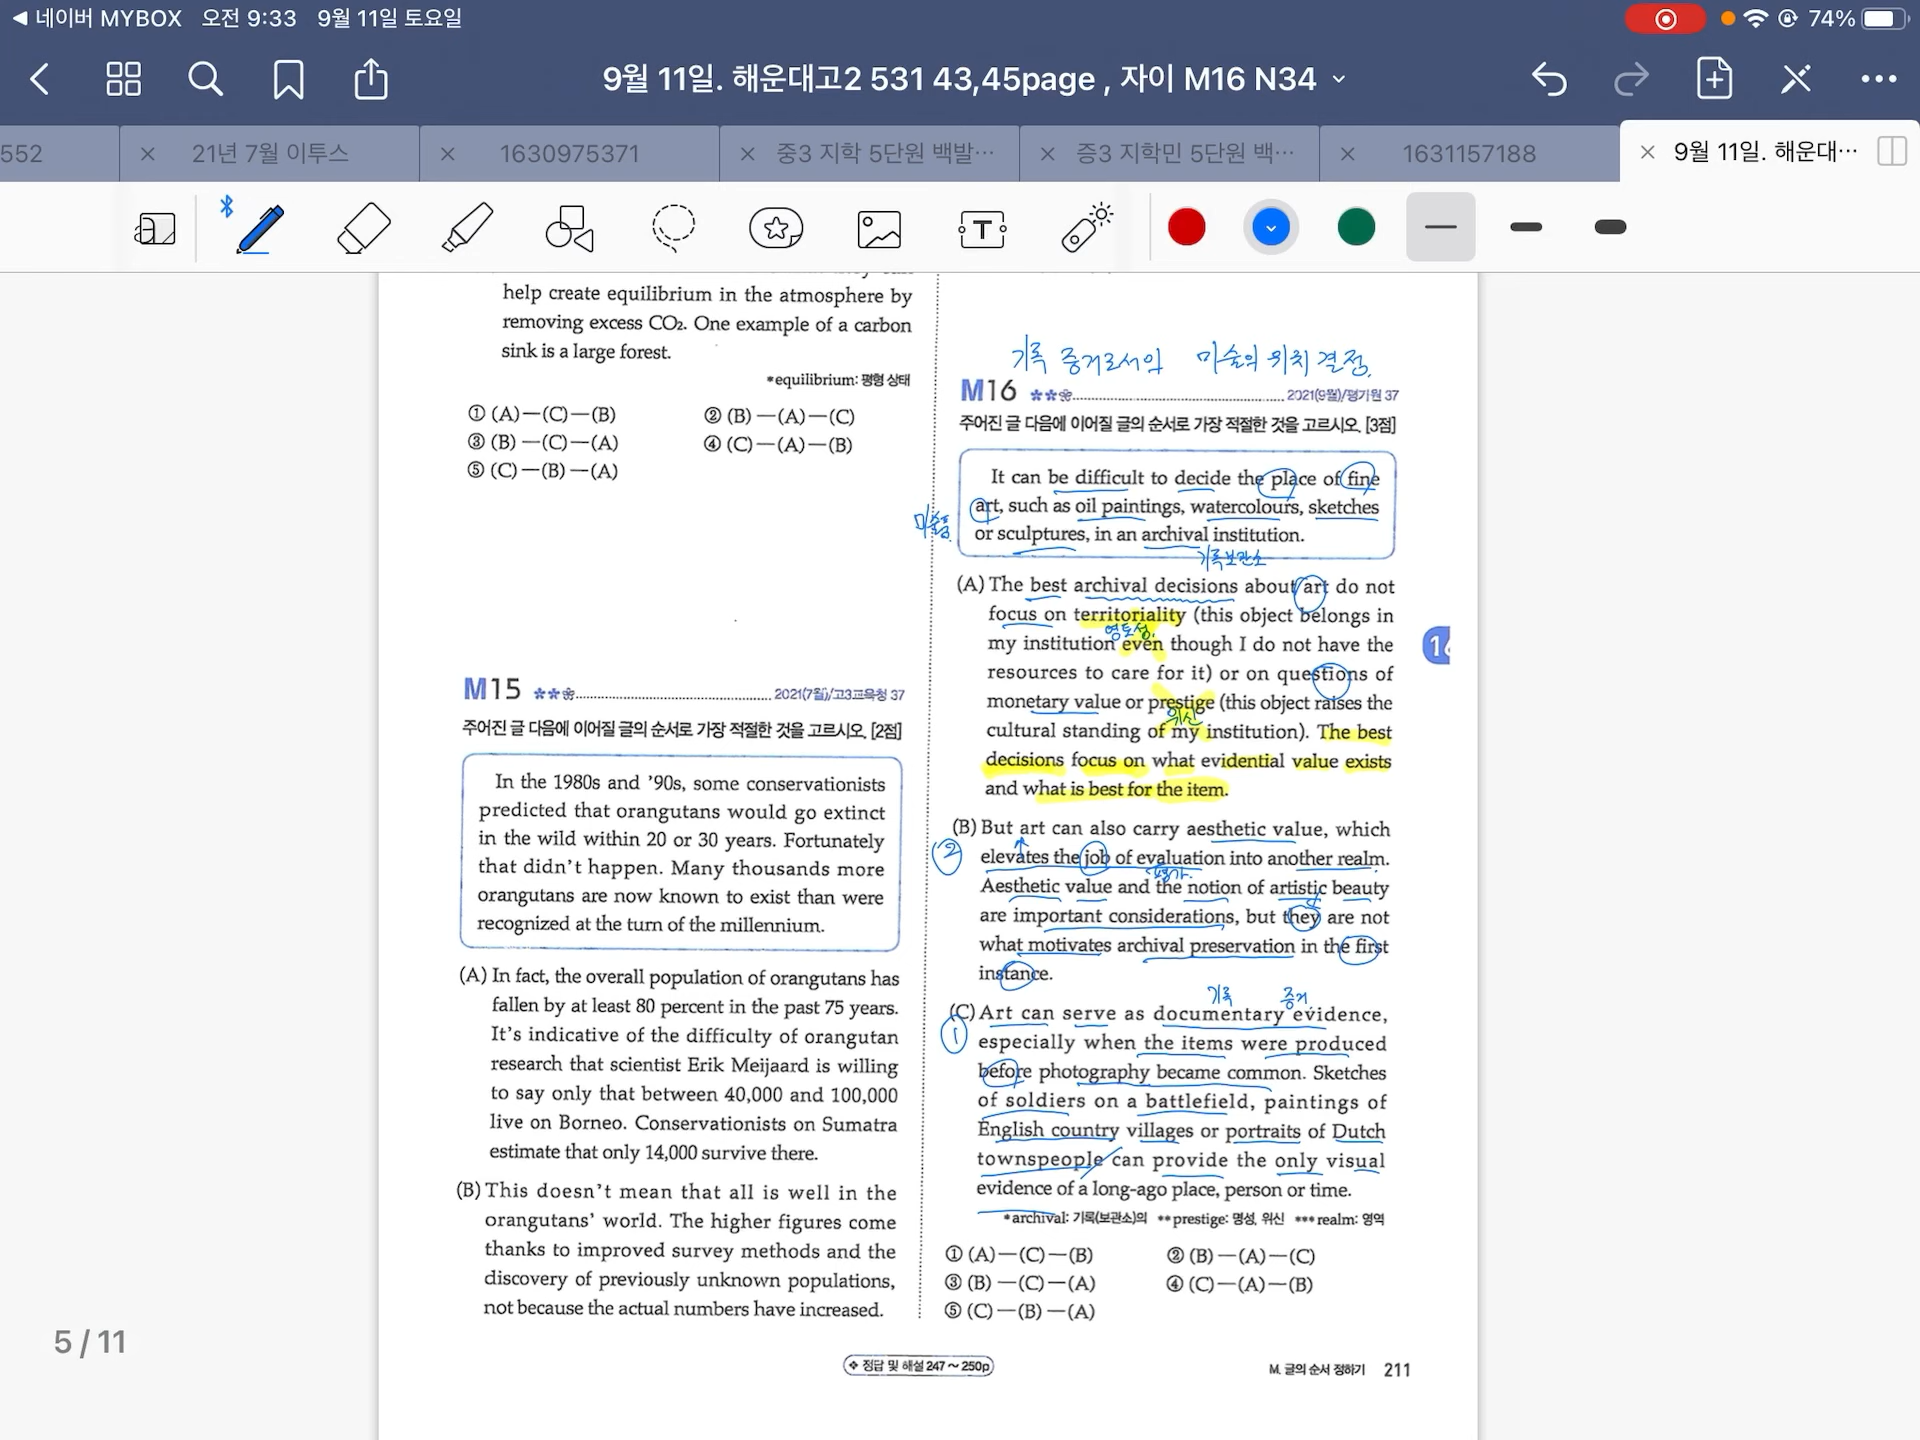 ◀ 네이버 MYBOX 오전 9:33 9월 11일 토요일
74%
9월 11일. 해운대고2 531 43,45page , 자이 M16 N34
552
21년 7월 이투스
1630975371
중3 지학 5단원 백발…
증3 지학민 5단원 백…
1631157188
9월 11일. 해운대…
help create equilibrium in the atmosphere by
removing excess CO2. One example of a carbon
sink is a large forest.
*equilibrium: 평형 상태
① (A)—(C)—(B)
② (B)—(A)—(C)
③ (B)—(C)—(A)
④ (C)—(A)—(B)
⑤ (C)—(B)—(A)
M15
2021(7월)/고3교육청 37
주어진 글 다음에 이어질 글의 순서로 가장 적절한 것을 고르시오. [2점]
In the 1980s and ’90s, some conservationists
predicted that orangutans would go extinct
in the wild within 20 or 30 years. Fortunately
that didn’t happen. Many thousands more
orangutans are now known to exist than were
recognized at the turn of the millennium.
(A) In fact, the overall population of orangutans has
fallen by at least 80 percent in the past 75 years.
It’s indicative of the difficulty of orangutan
research that scientist Erik Meijaard is willing
to say only that between 40,000 and 100,000
live on Borneo. Conservationists on Sumatra
estimate that only 14,000 survive there.
(B) This doesn’t mean that all is well in the
orangutans’ world. The higher figures come
thanks to improved survey methods and the
discovery of previously unknown populations,
not because the actual numbers have increased.
기록 증거로서의 미술의 위치 결정.
M16
2021(9월)/평가원 37
주어진 글 다음에 이어질 글의 순서로 가장 적절한 것을 고르시오. [3점]
It can be difficult to decide the place of fine
art, such as oil paintings, watercolours, sketches
미술품
or sculptures, in an archival institution.
기록보관소
(A) The best archival decisions about art do not
focus on territoriality (this object belongs in
영토성
my institution even though I do not have the
resources to care for it) or on questions of
monetary value or prestige (this object raises the
위신
cultural standing of my institution). The best
decisions focus on what evidential value exists
and what is best for the item.
(B) But art can also carry aesthetic value, which
② elevates the job of evaluation into another realm.
평가.
Aesthetic value and the notion of artistic beauty
are important considerations, but they are not
what motivates archival preservation in the first
instance.
기록 증거
(C) Art can serve as documentary evidence,
① especially when the items were produced
before photography became common. Sketches
of soldiers on a battlefield, paintings of
English country villages or portraits of Dutch
townspeople can provide the only visual
evidence of a long-ago place, person or time.
*archival: 기록(보관소)의 **prestige: 명성, 위신 ***realm: 영역
① (A)—(C)—(B)
② (B)—(A)—(C)
③ (B)—(C)—(A)
④ (C)—(A)—(B)
⑤ (C)—(B)—(A)
5 / 11
❖ 정답 및 해설 247 ~ 250p
M. 글의 순서 정하기 211